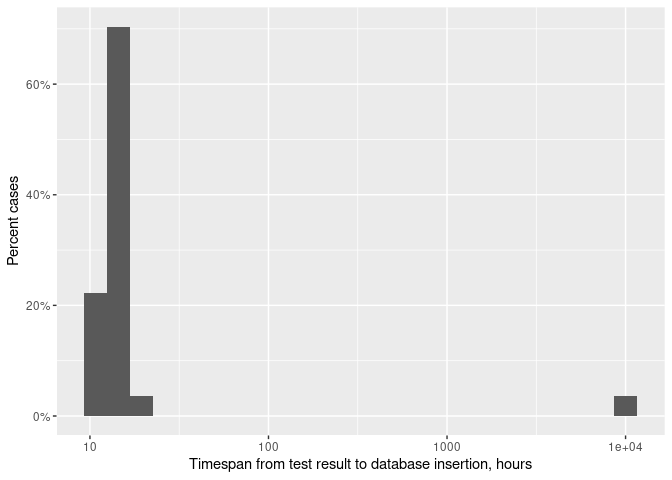 60%
40%
20%
0%
Percent cases
10 100 1000 1e+04
Timespan from test result to database insertion, hours